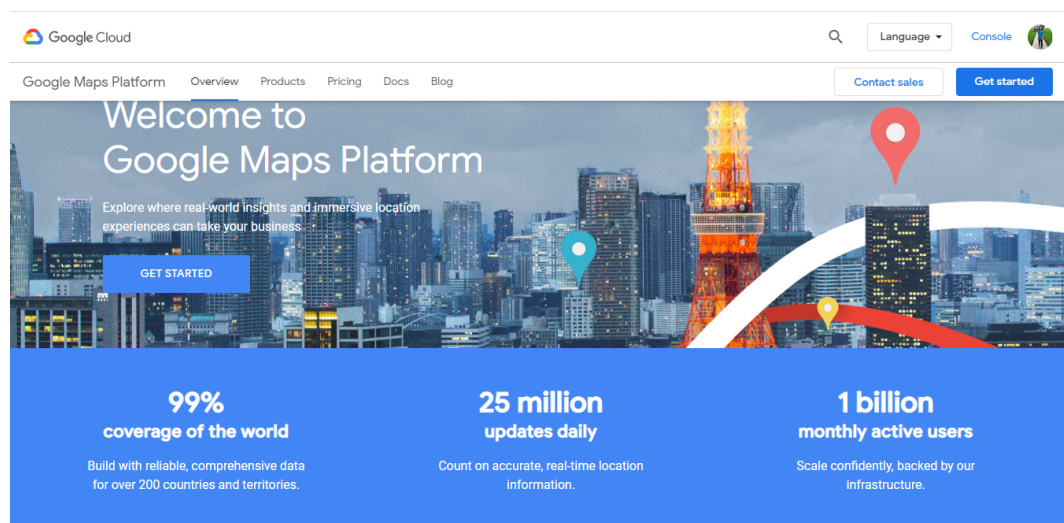 Google Cloud
Language
Console
Google Maps Platform
Overview
Products
Pricing
Docs
Blog
Contact sales
Get started
Welcome to
Google Maps Platform
Explore where real-world insights and immersive location
experiences can take your business
GET STARTED
99%
coverage of the world
Build with reliable, comprehensive data
for over 200 countries and territories.
25 million
updates daily
Count on accurate, real-time location
information.
1 billion
monthly active users
Scale confidently, backed by our
infrastructure.